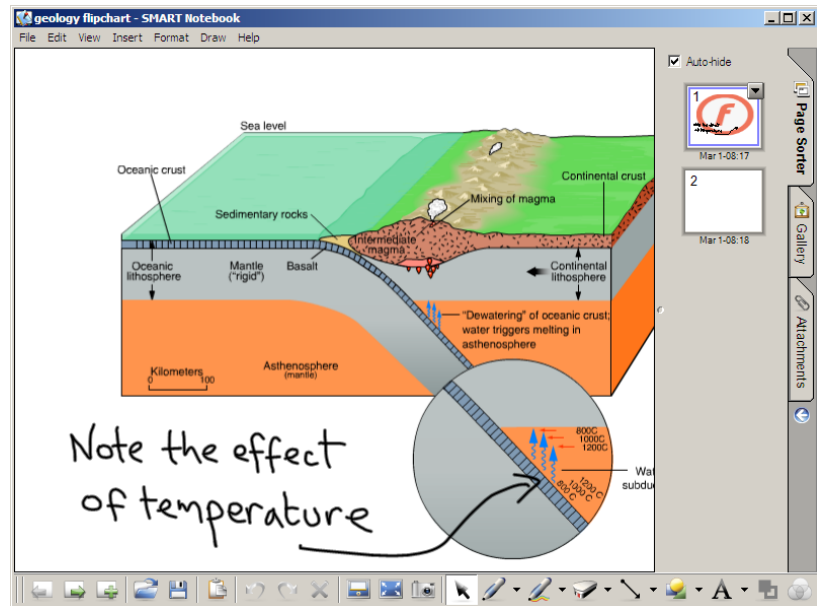 geology flipchart - SMART Notebook
File Edit View Insert Format Draw Help
Auto-hide
1
Mar 1-08:17
2
Mar 1-08:18
Page Sorter
Gallery
Attachments
Sea level
Oceanic crust
Continental crust
Mixing of magma
Sedimentary rocks
Intermediate
magma
Oceanic
lithosphere
Mantle
("rigid")
Basalt
Continental
lithosphere
"Dewatering" of oceanic crust;
water triggers melting in
asthenosphere
Kilometers
0 100
Asthenosphere
(mantle)
800C
1000C
1200C
1200 C
1000 C
800 C
Wat
subdu
Note the effect
of temperature
A